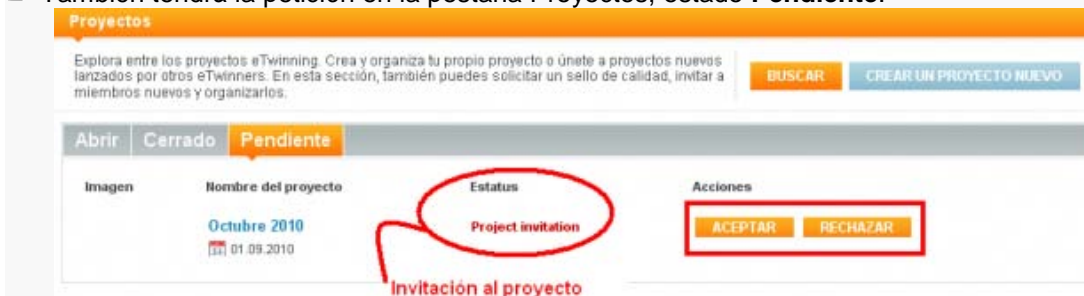 También tendrá la petición en la pestaña Proyectos, estado Pendiente.
Proyectos
Explora entre los proyectos eTwinning. Crea y organiza tu propio proyecto o únete a proyectos nuevos
lanzados por otros eTwinners. En esta sección, también puedes solicitar un sello de calidad, invitar a
miembros nuevos y organizarlos.
BUSCAR CREAR UN PROYECTO NUEVO
Abrir Cerrado Pendiente
Imagen Nombre del proyecto Estatus Acciones
Octubre 2010 Project invitation ACEPTAR RECHAZAR
01.09.2010
Invitación al proyecto